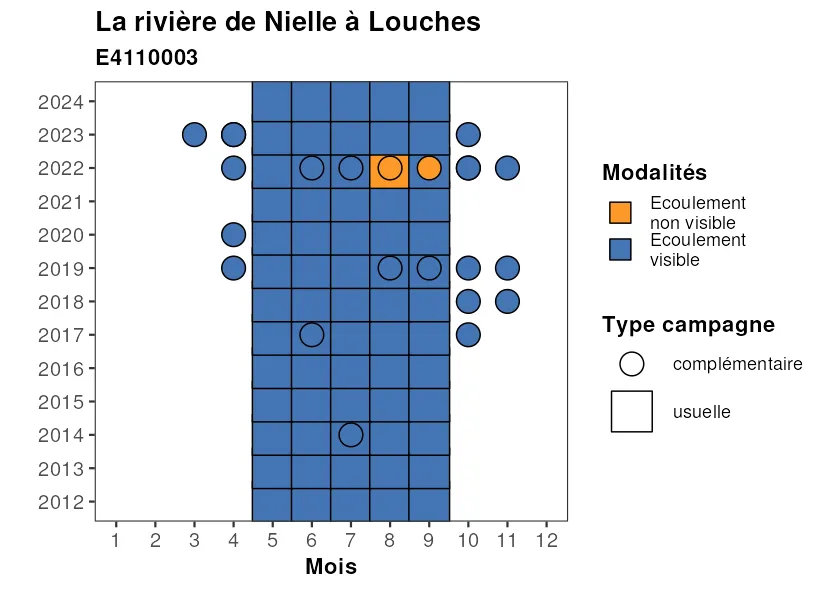 La rivière de Nielle à Louches
E4110003
2024
2023
2022
2021
2020
2019
2018
2017
2016
2015
2014
2013
2012
1 2 3 4 5 6 7 8 9 10 11 12
Mois
Modalités
Ecoulement
non visible
Ecoulement
visible
Type campagne
complémentaire
usuelle